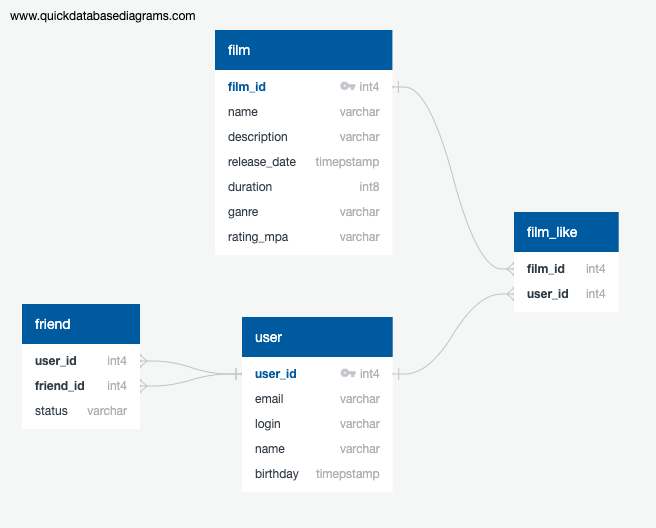 www.quickdatabasediagrams.com
film
film_id int4
name varchar
description varchar
release_date timepstamp
duration int8
ganre varchar
rating_mpa varchar
film_like
film_id int4
user_id int4
friend
user_id int4
friend_id int4
status varchar
user
user_id int4
email varchar
login varchar
name varchar
birthday timepstamp